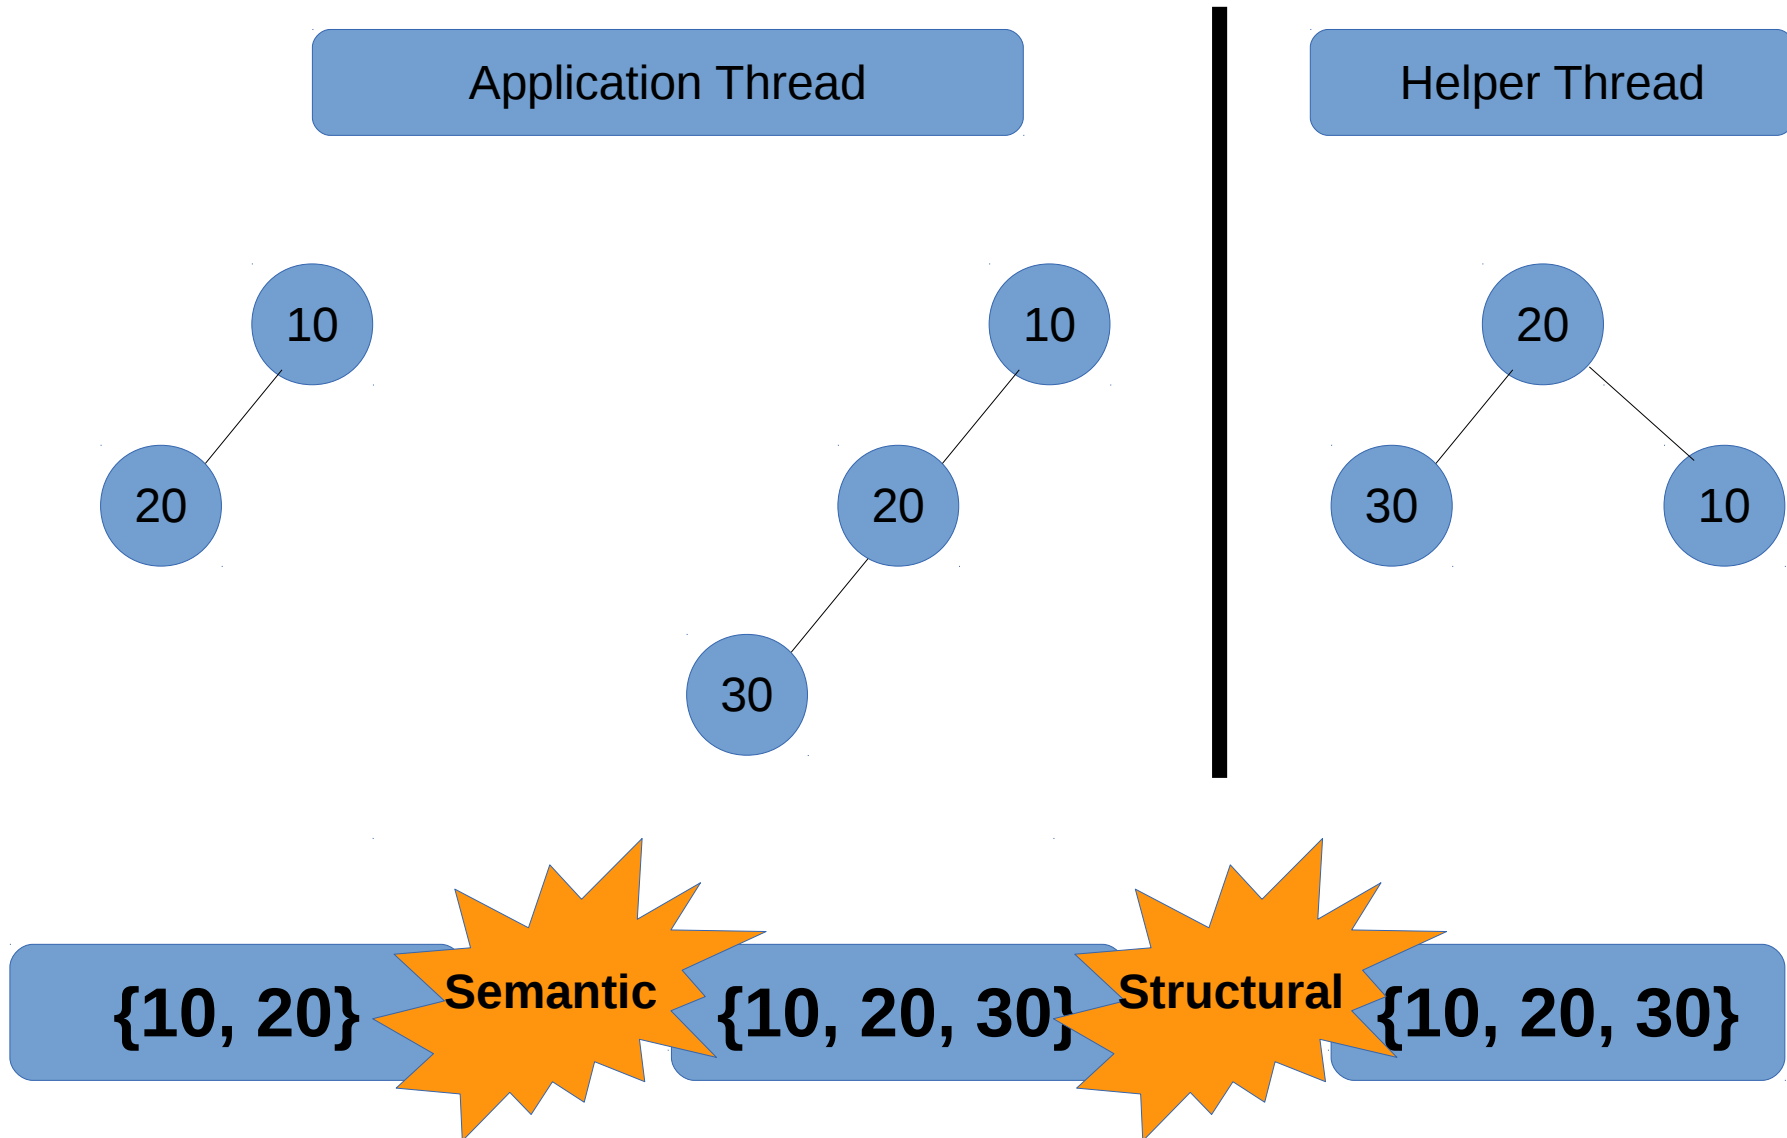 Application Thread
Helper Thread
10
20
10
20
30
20
30
10
{10, 20}
Semantic
{10, 20, 30}
Structural
{10, 20, 30}